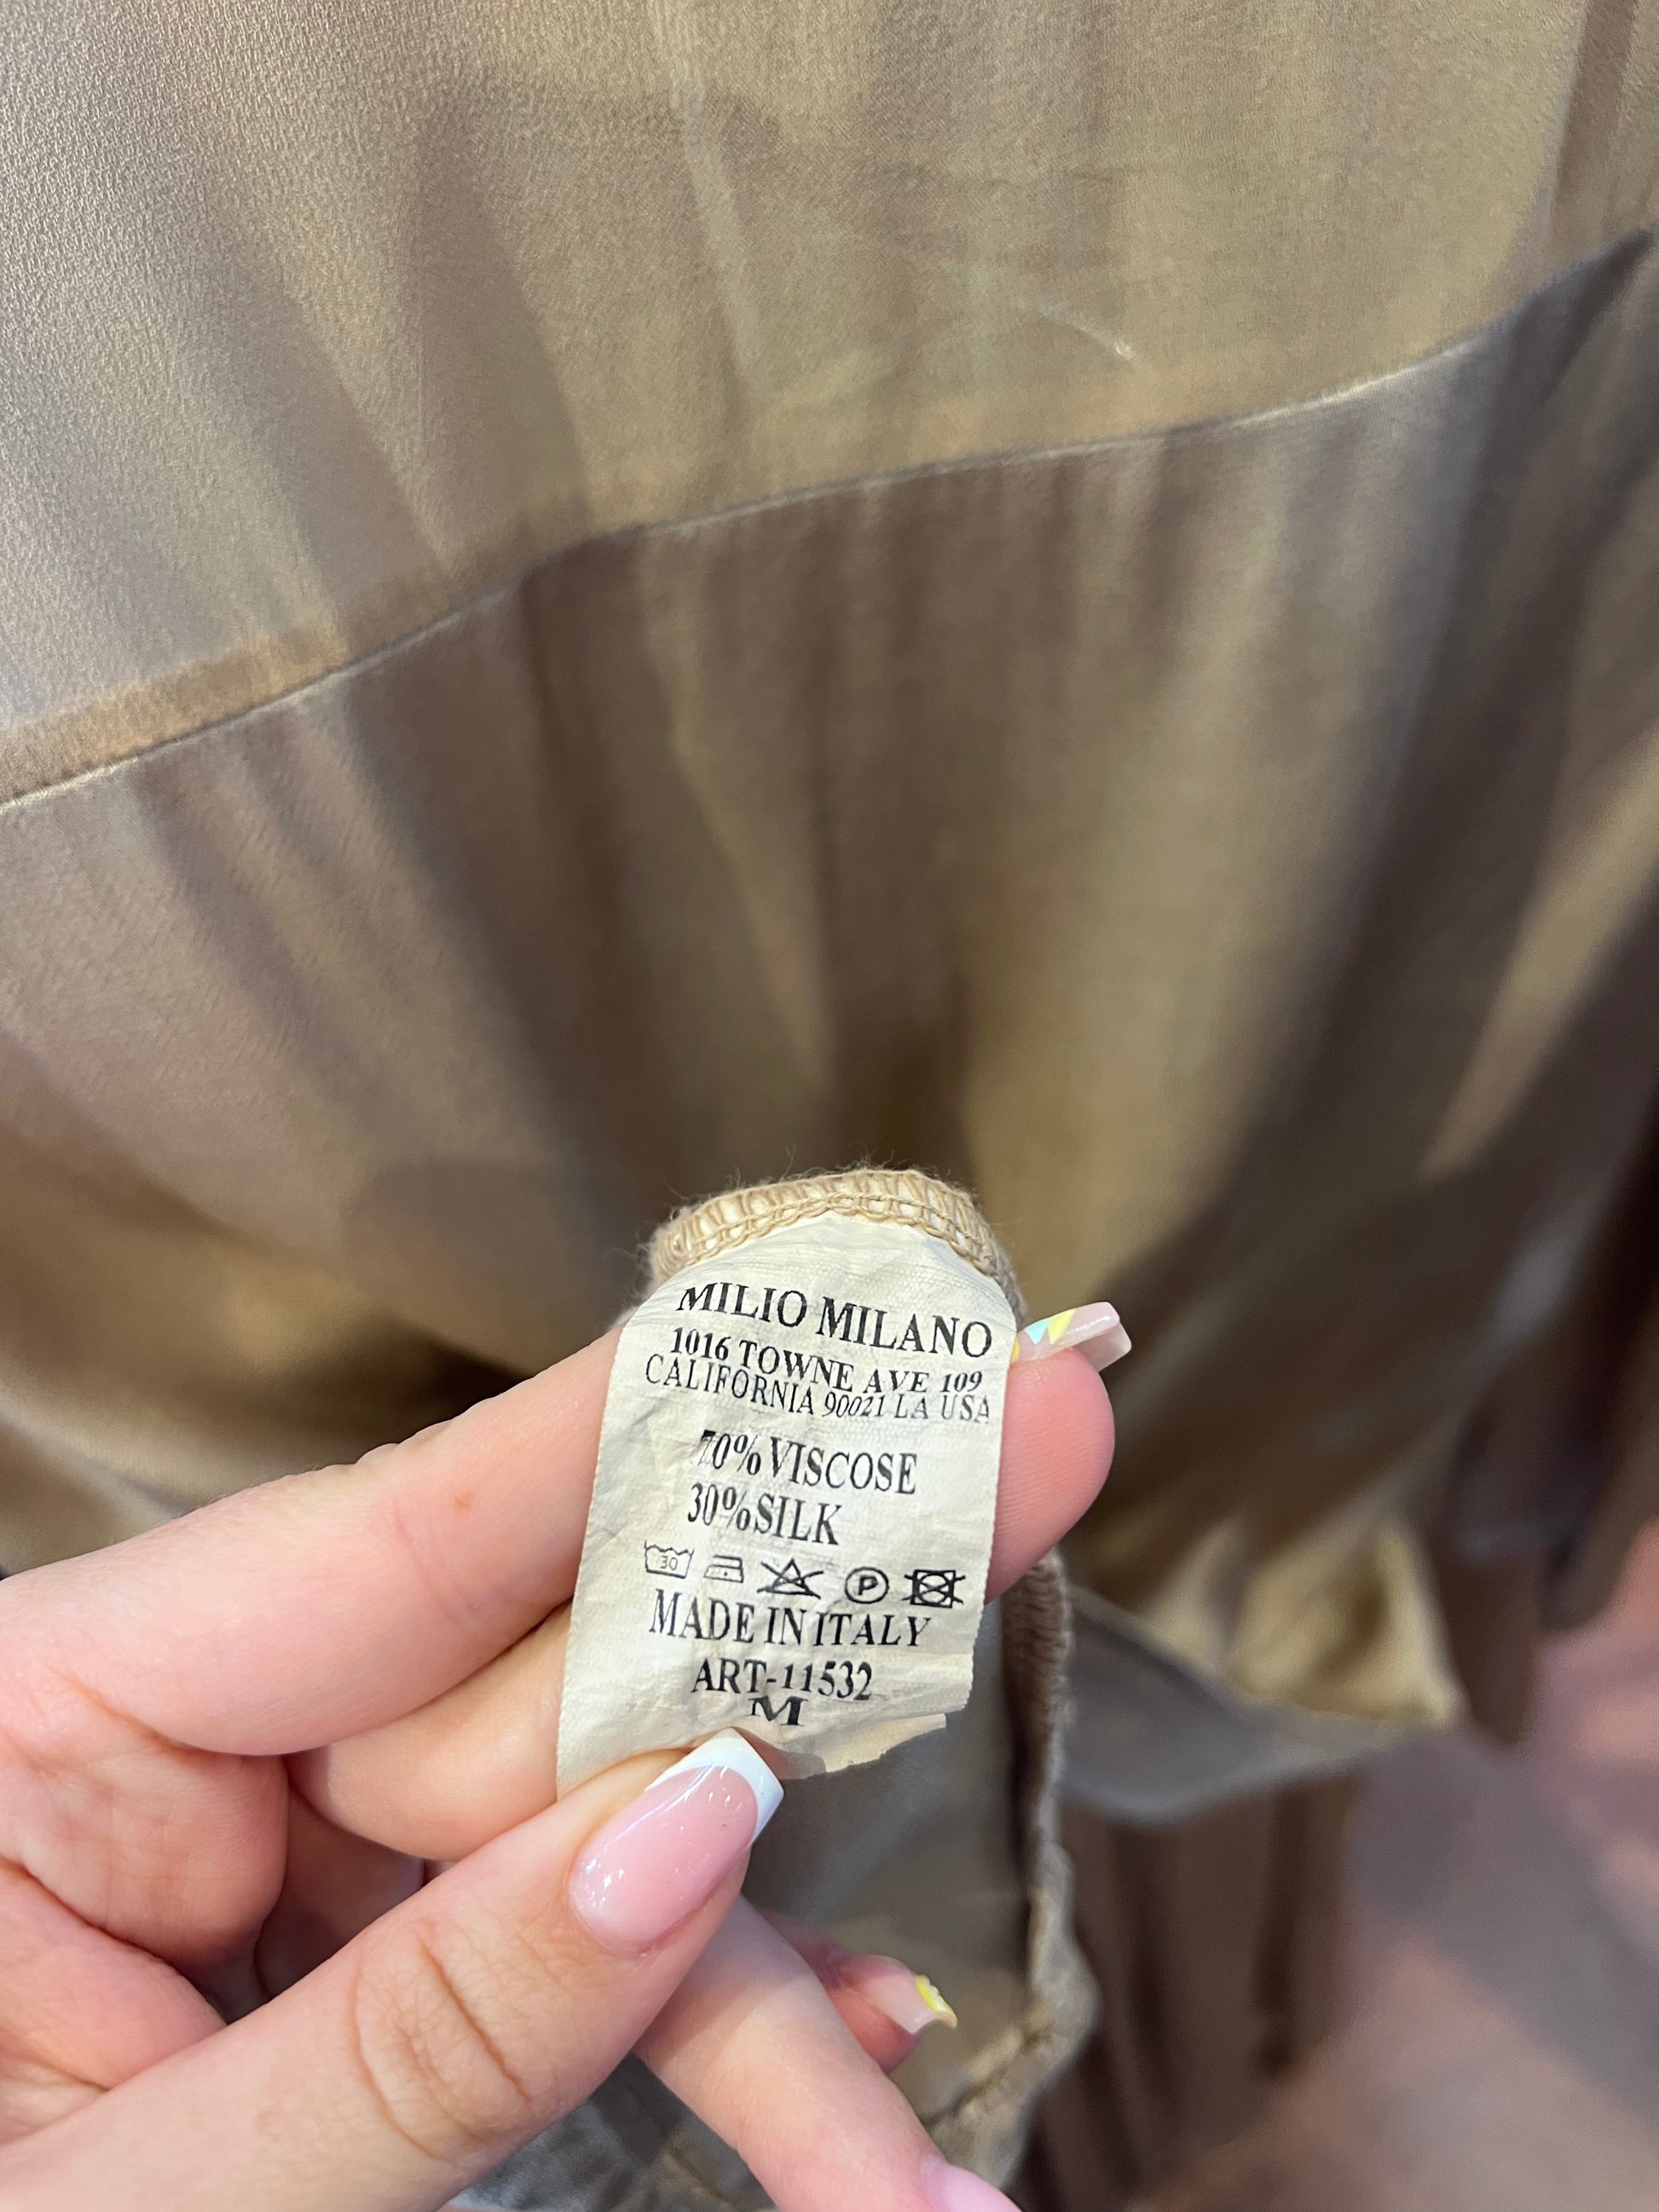 MILIO MILANO
1016 TOWNE AVE 109
CALIFORNIA 90021 LA USA
70% VISCOSE
30% SILK
30 P
MADE IN ITALY
ART-11532
M